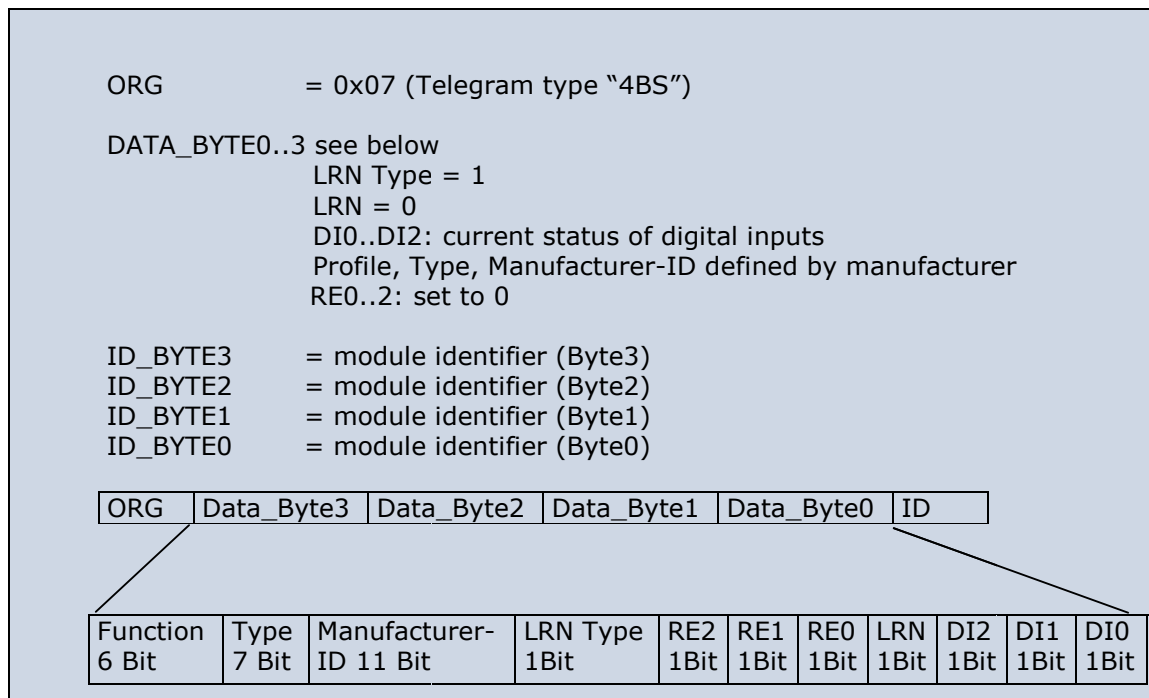 ORG = 0x07 (Telegram type “4BS”)
DATA_BYTE0..3 see below
LRN Type = 1
LRN = 0
DI0..DI2: current status of digital inputs
Profile, Type, Manufacturer-ID defined by manufacturer
RE0..2: set to 0
ID_BYTE3 = module identifier (Byte3)
ID_BYTE2 = module identifier (Byte2)
ID_BYTE1 = module identifier (Byte1)
ID_BYTE0 = module identifier (Byte0)
ORG Data_Byte3 Data_Byte2 Data_Byte1 Data_Byte0 ID
Function Type Manufacturer- LRN Type RE2 RE1 RE0 LRN DI2 DI1 DI0
6 Bit 7 Bit ID 11 Bit 1Bit 1Bit 1Bit 1Bit 1Bit 1Bit 1Bit 1Bit